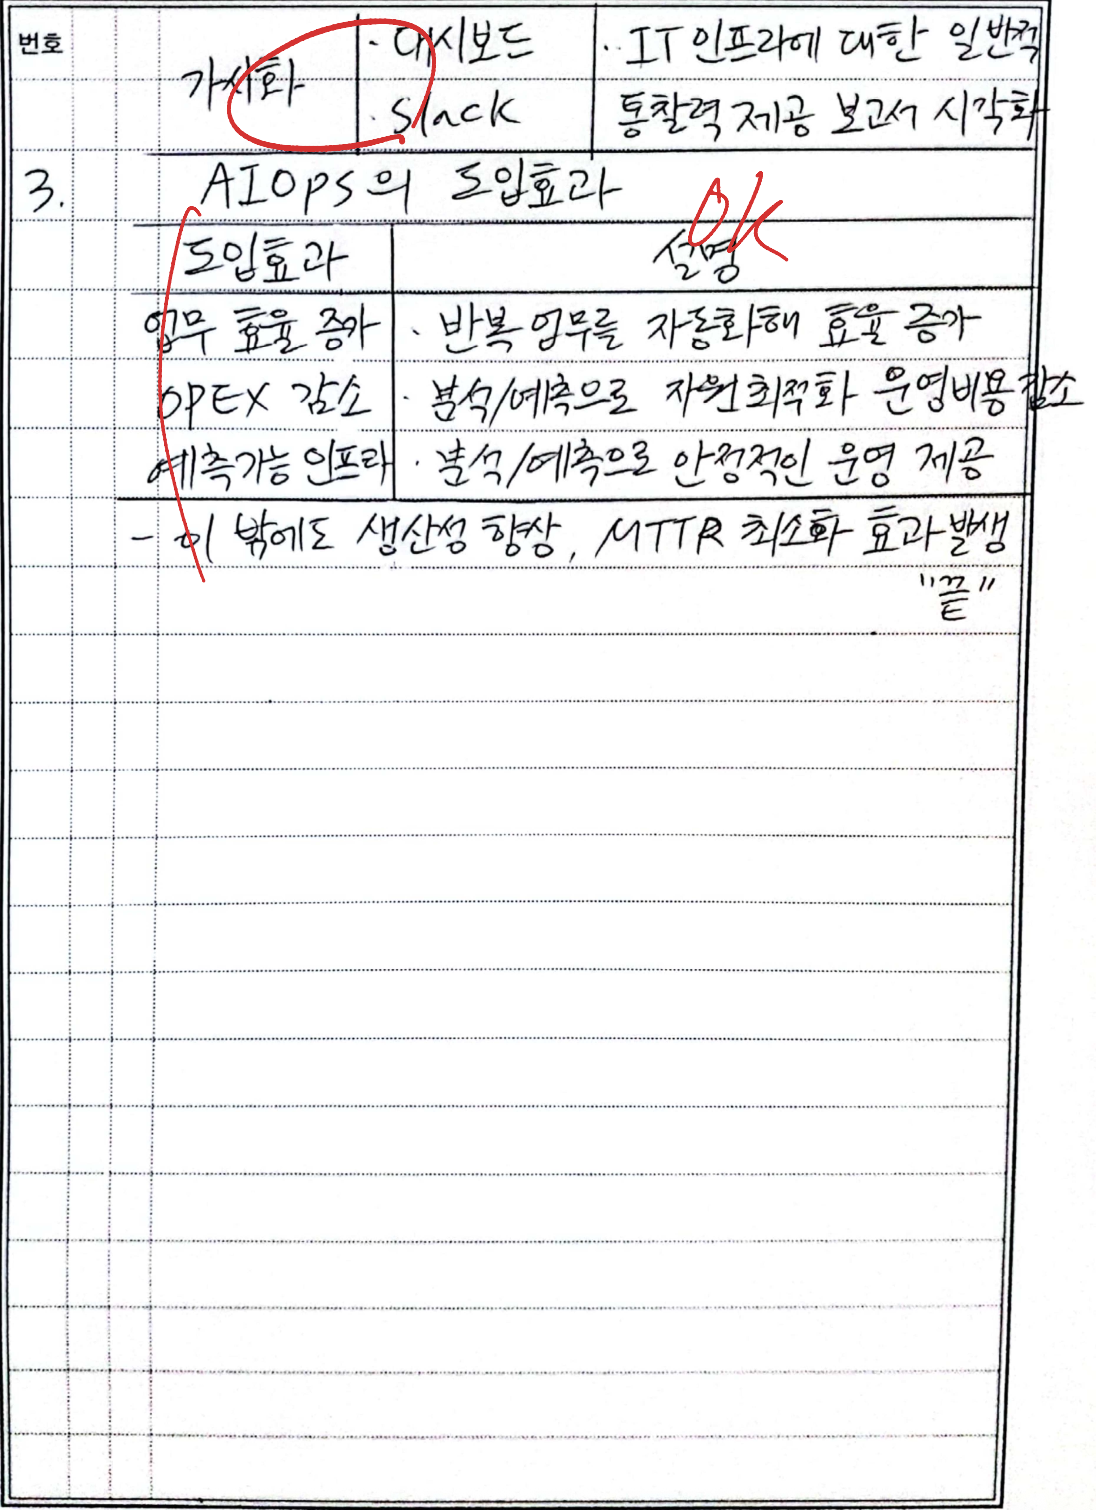 번호
가시화 · 대시보드 · IT 인프라에 대한 일반적
· Slack 통찰력 제공 보고서 시각화
3. AIOps의 도입효과
OK
도입효과 설명
업무 효율 증가 · 반복 업무를 자동화해 효율 증가
OPEX 감소 · 분석/예측으로 자원최적화 운영비용 감소
예측가능 인프라 · 분석/예측으로 안정적인 운영 제공
- 이 밖에도 생산성 향상, MTTR 최소화 효과 발생
"끝"